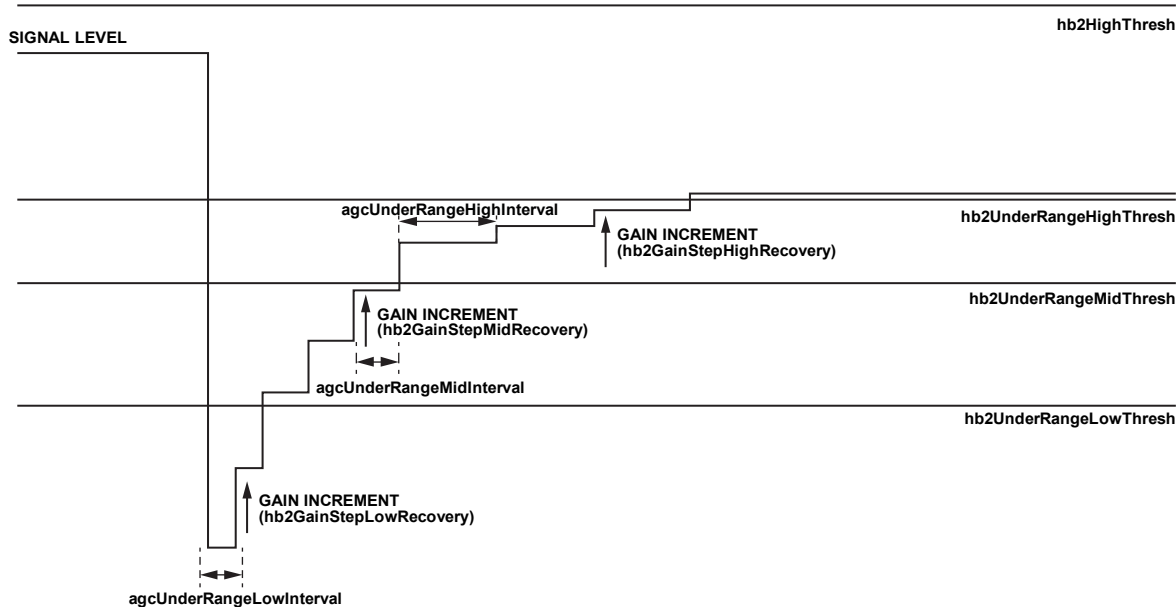 hb2HighThresh
SIGNAL LEVEL
agcUnderRangeHighInterval
hb2UnderRangeHighThresh
GAIN INCREMENT
(hb2GainStepHighRecovery)
hb2UnderRangeMidThresh
GAIN INCREMENT
(hb2GainStepMidRecovery)
agcUnderRangeMidInterval
hb2UnderRangeLowThresh
GAIN INCREMENT
(hb2GainStepLowRecovery)
agcUnderRangeLowInterval